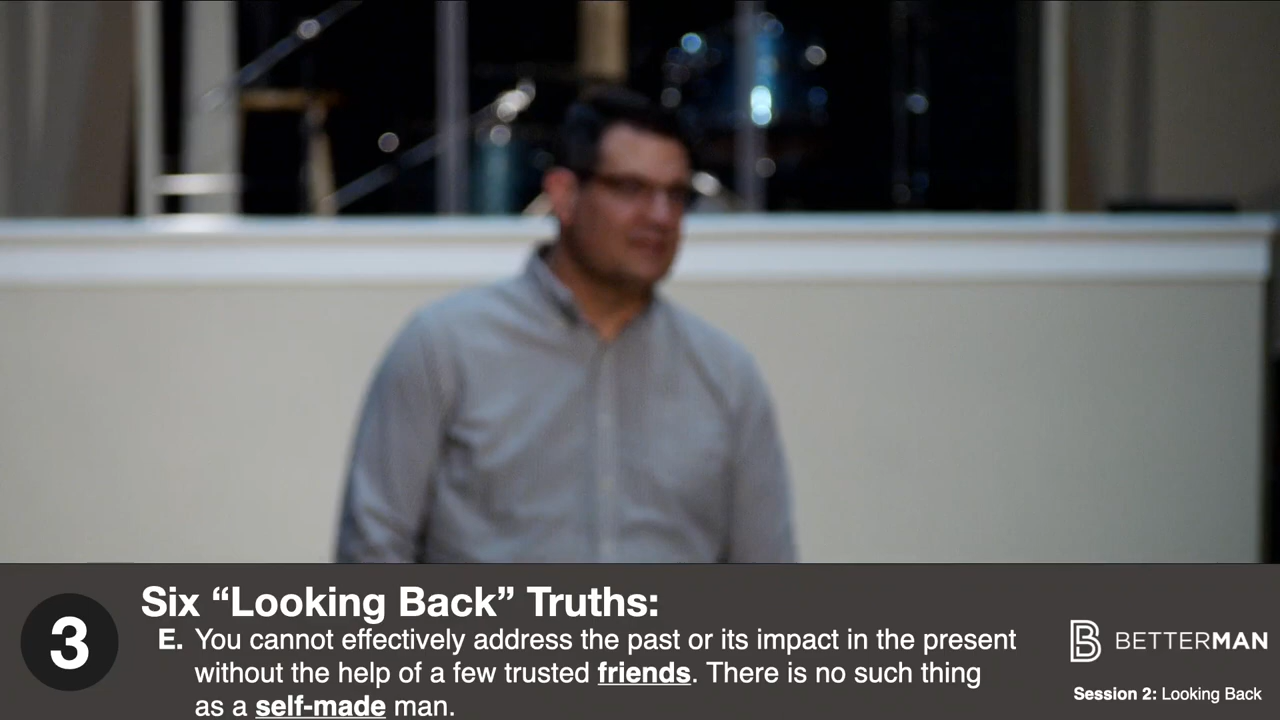 3
Six “Looking Back” Truths:
E. You cannot effectively address the past or its impact in the present
without the help of a few trusted friends. There is no such thing
as a self-made man.
BETTERMAN
Session 2: Looking Back